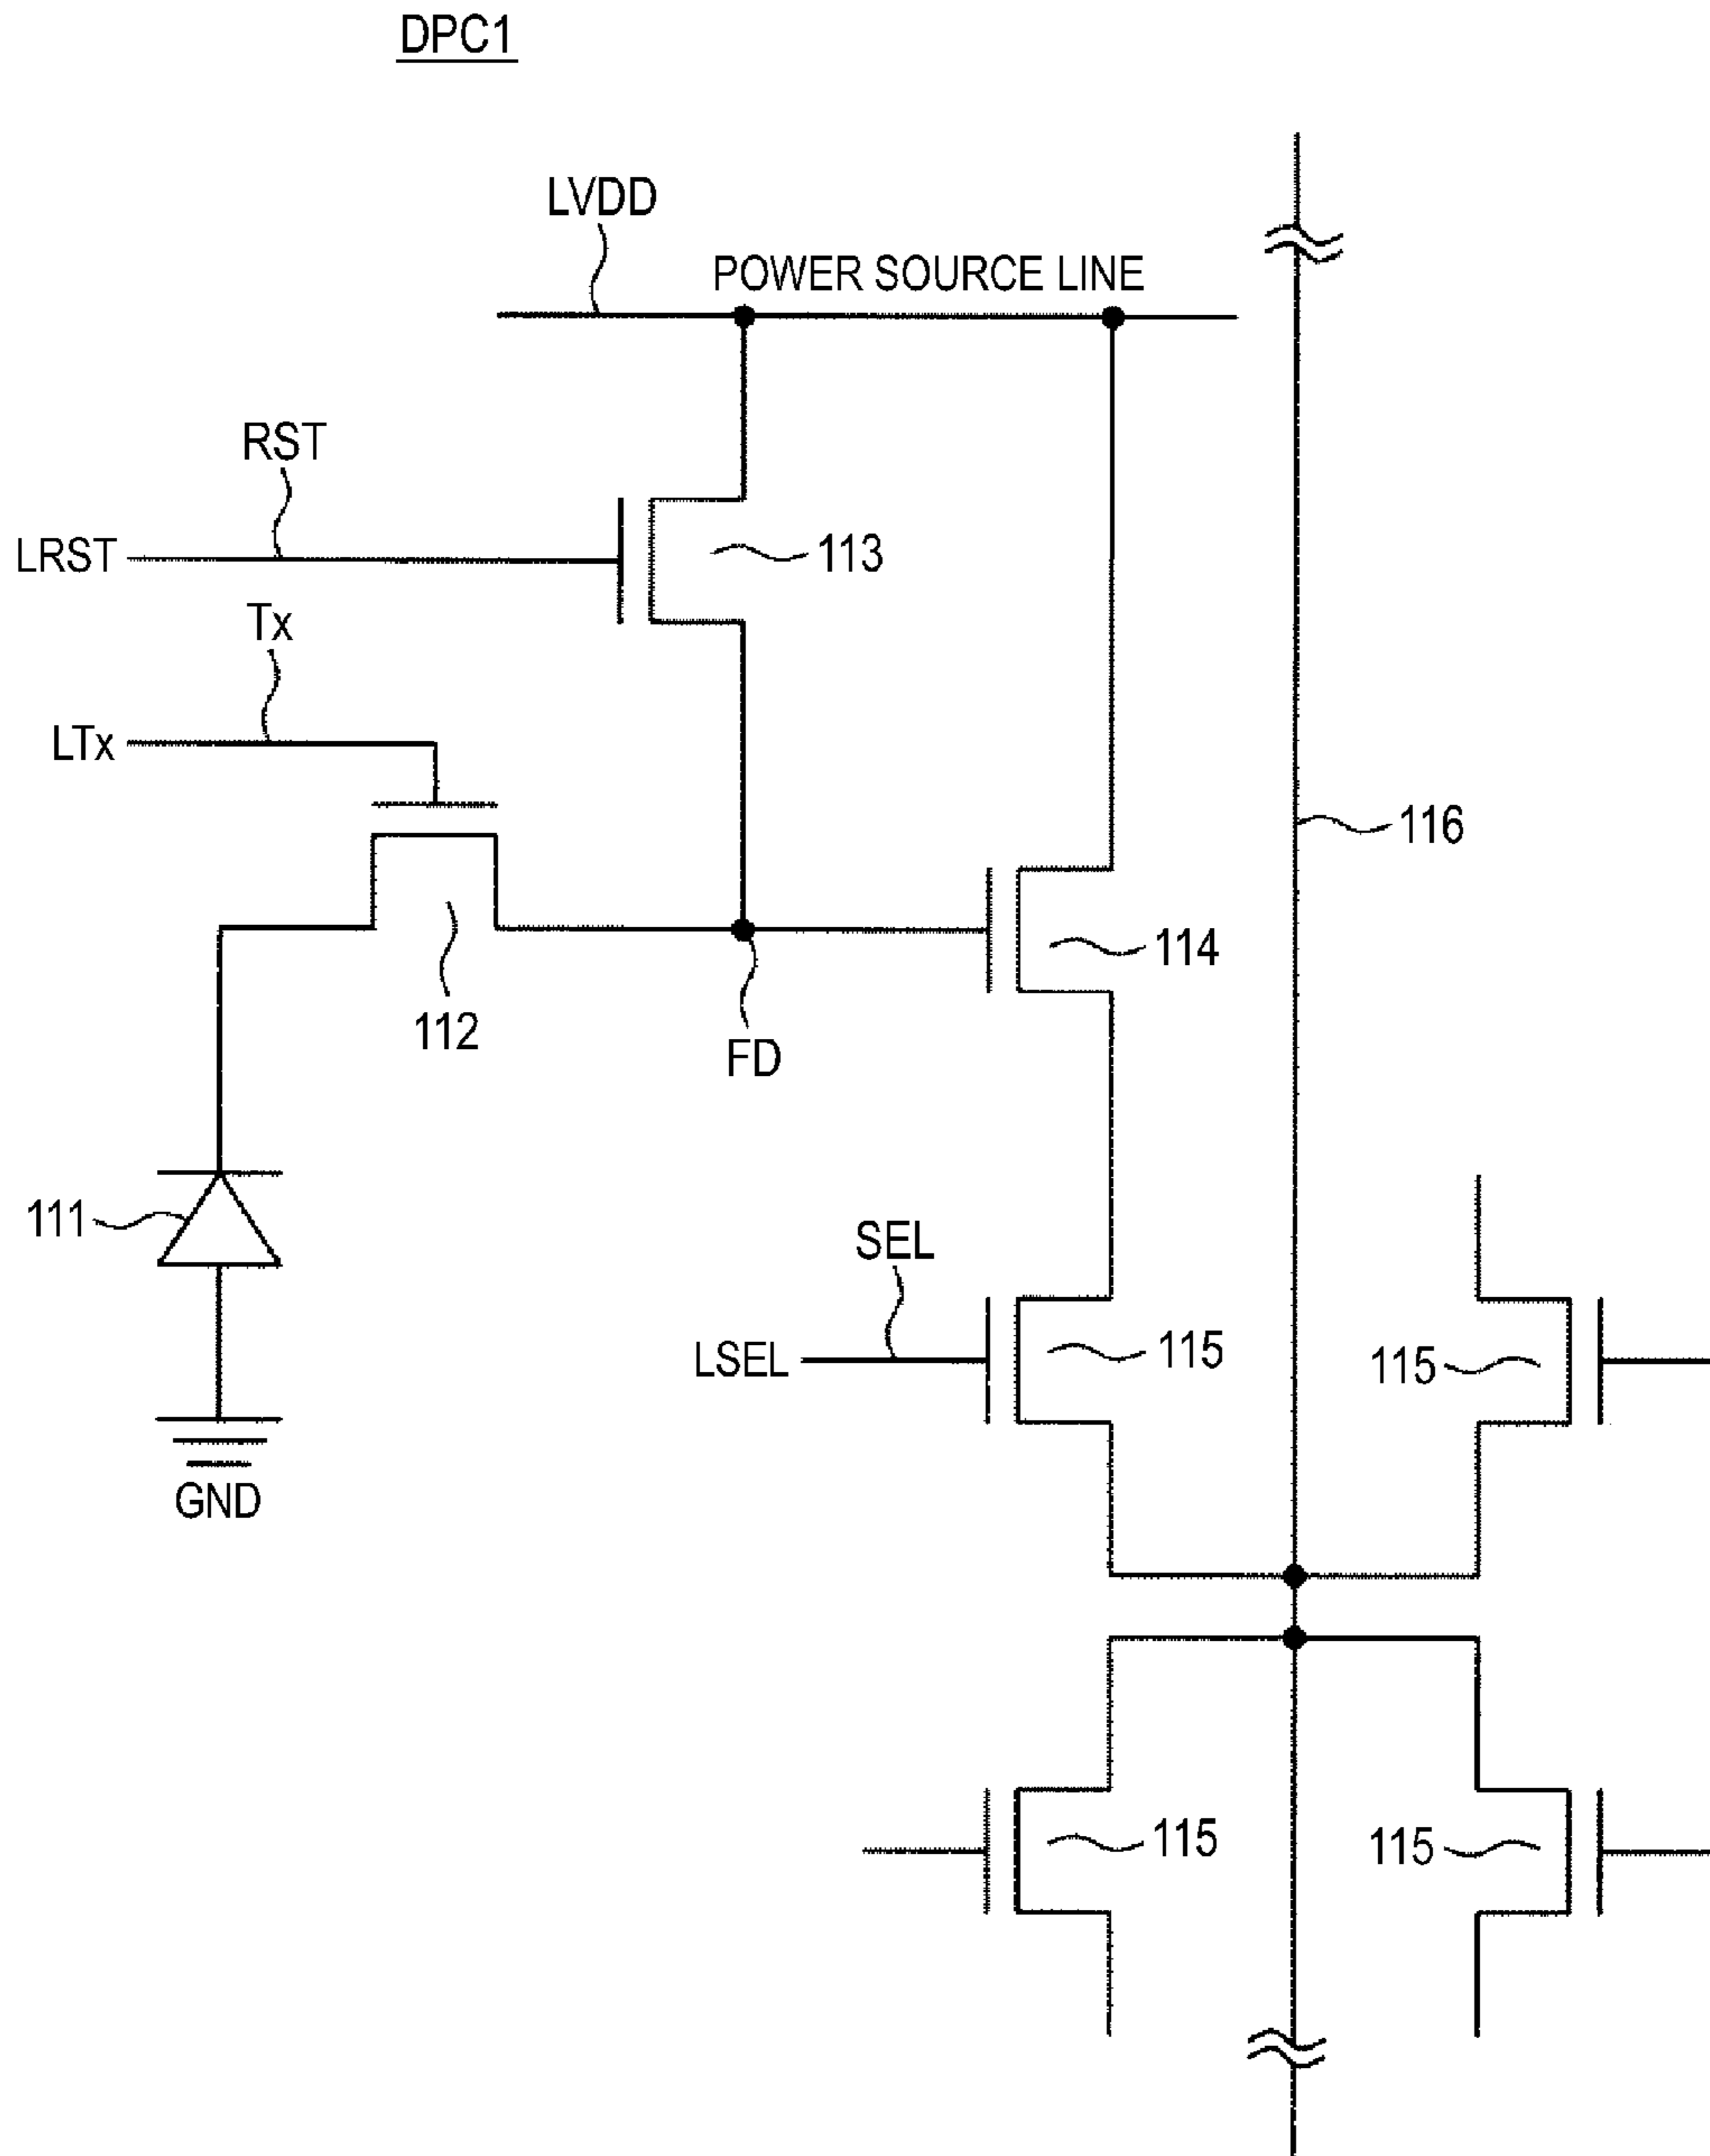 DPC1
LVDD
POWER SOURCE LINE
RST
LRST
113
Tx
LTx
116
114
112
FD
111
SEL
LSEL
115
115
GND
115
115